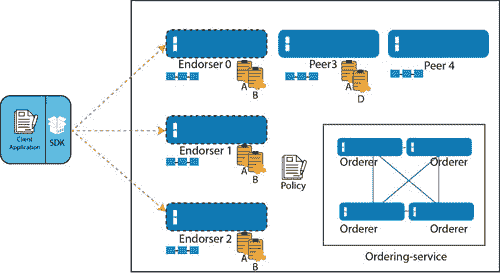 Endorser 0
Peer3
Peer 4
A
B
A
D
Client
Application
SDK
Endorser 1
A
B
Policy
Orderer
Orderer
Orderer
Orderer
Endorser 2
A
B
Ordering-service